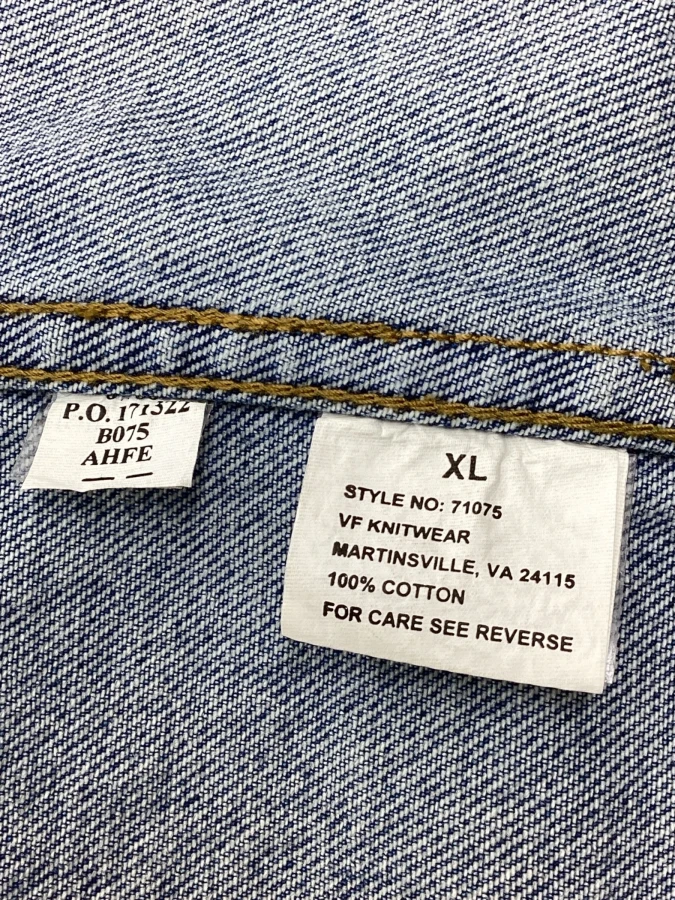 P.O. 171322
B075
AHFE
XL
STYLE NO: 71075
VF KNITWEAR
MARTINSVILLE, VA 24115
100% COTTON
FOR CARE SEE REVERSE